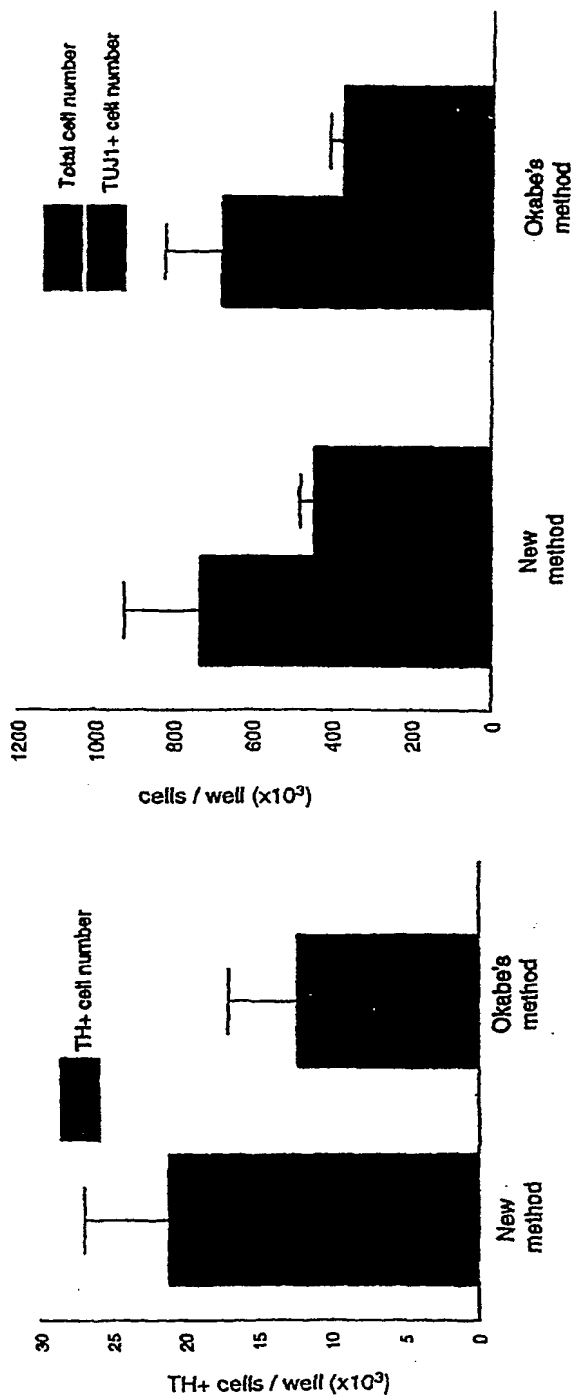 30
25
20
15
10
5
0
TH+ cells / well (x10³)
TH+ cell number
New
method
Okabe's
method
1200
1000
800
600
400
200
0
cells / well (x10³)
Total cell number
TUJ1+ cell number
New
method
Okabe's
method